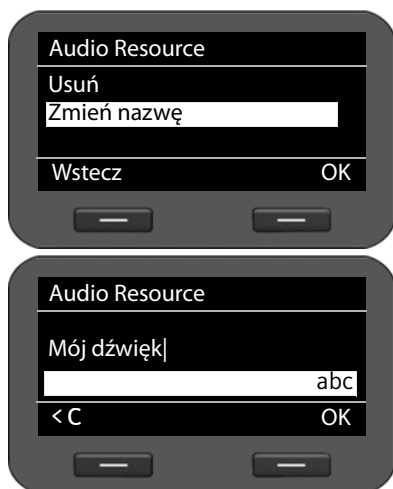 Audio Resource
Usuń
Zmień nazwę
Wstecz OK
Audio Resource
Mój dźwięk|
abc
< C OK